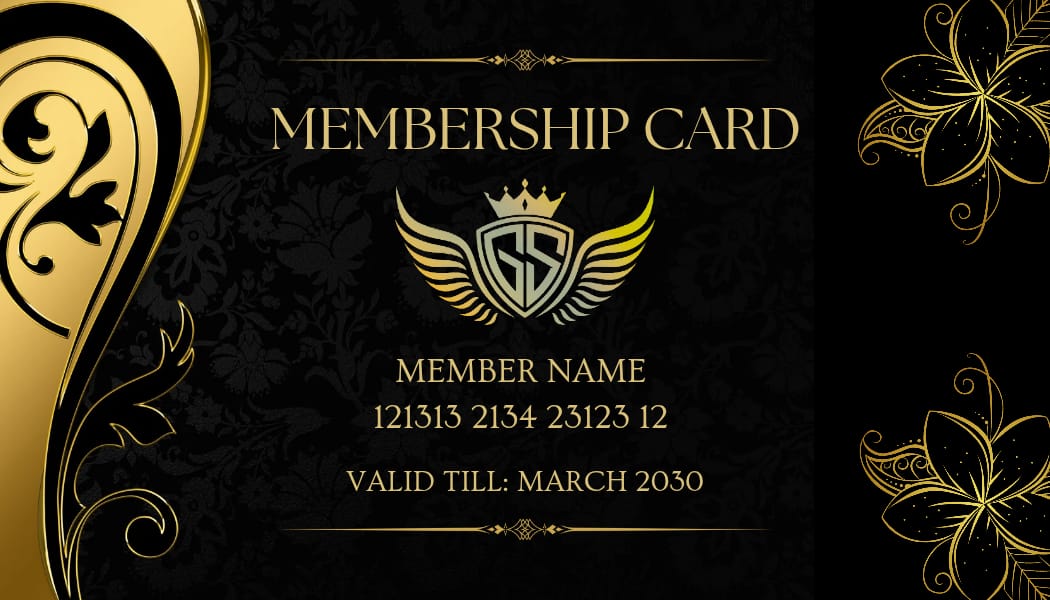 MEMBERSHIP CARD
GS
MEMBER NAME
121313 2134 23123 12
VALID TILL: MARCH 2030